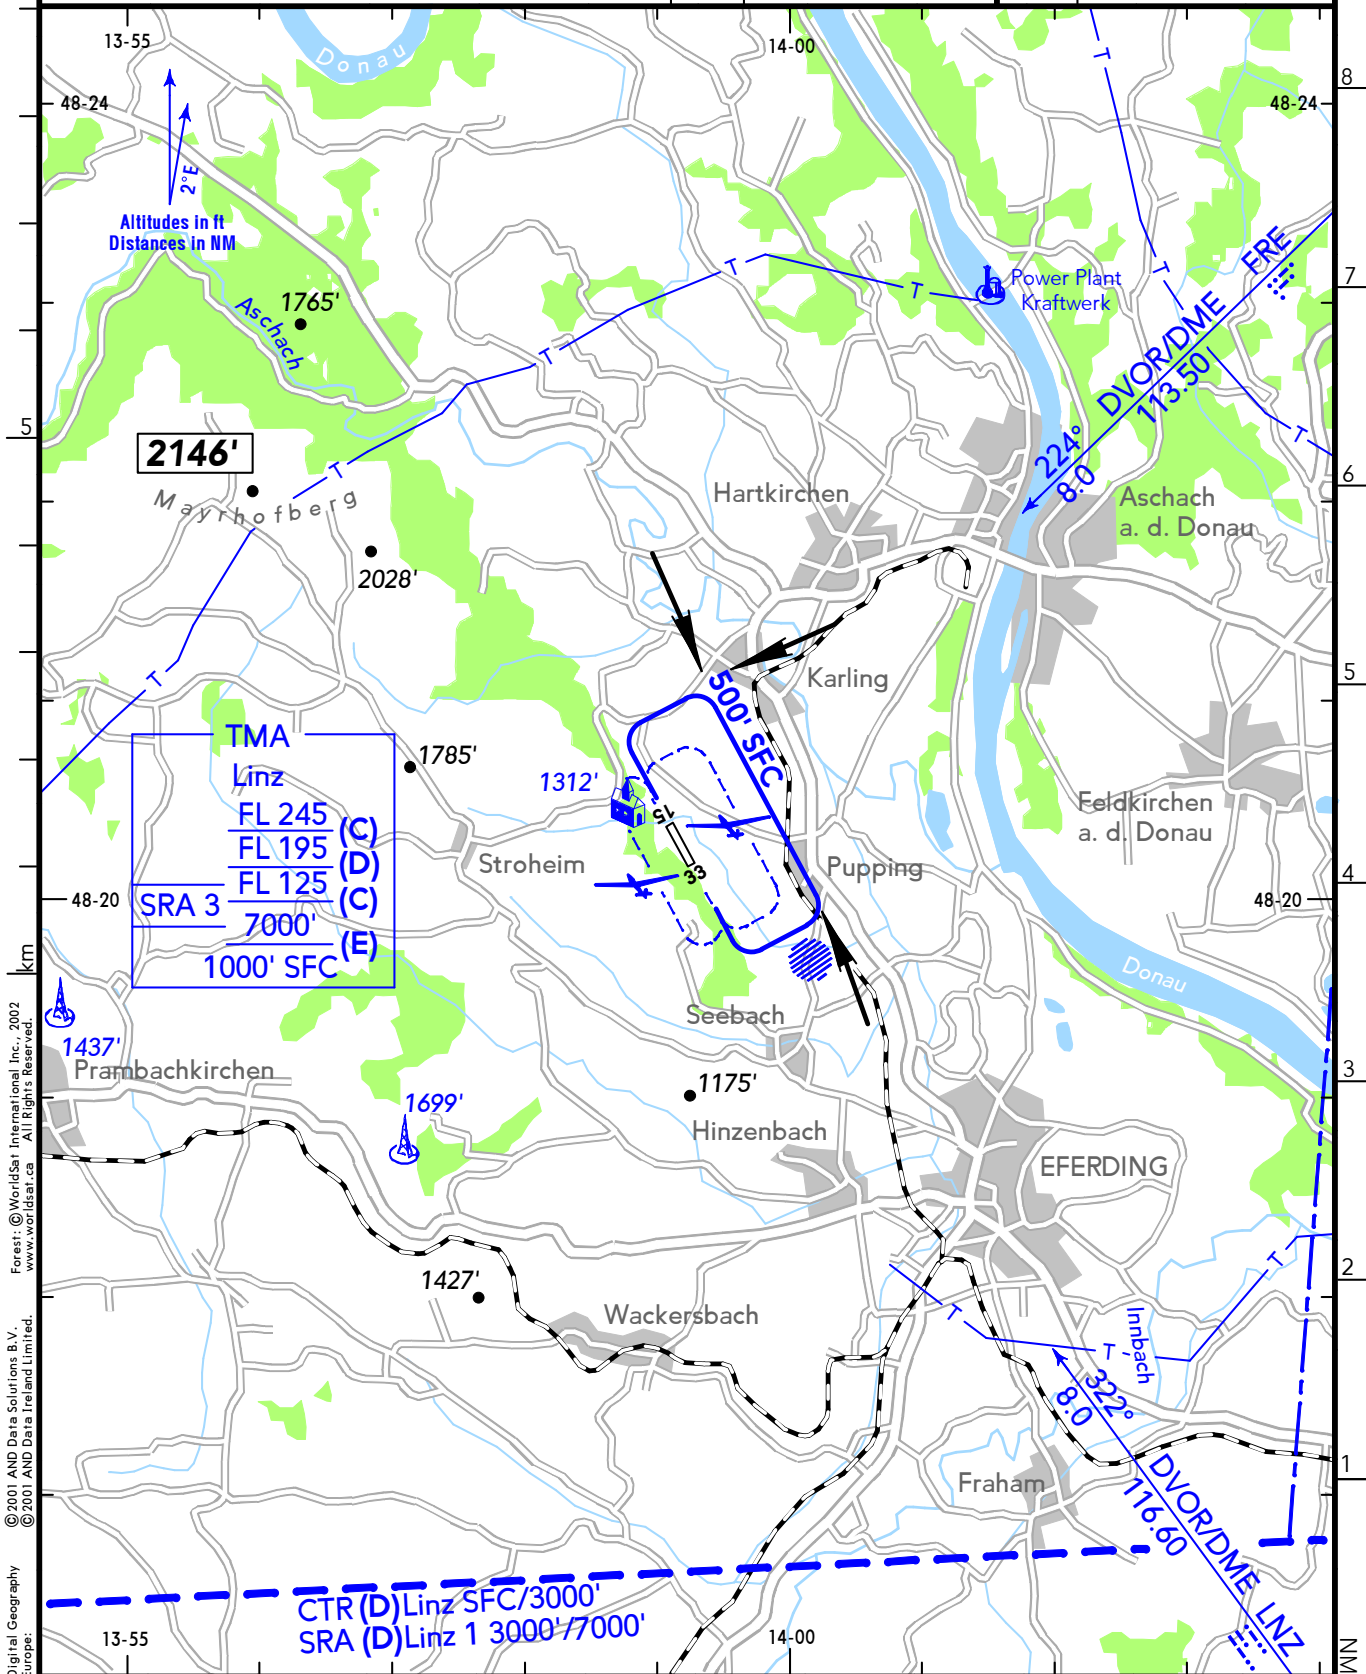 13-55
14-00
Donau
8
48-24
48-24
T
2°E
Altitudes in ft
Distances in NM
FRE
7
T
T
T
Power Plant
Kraftwerk
1765'
Aschach
DVOR/DME
113.50
T
5
2146'
T
T
224°
8.0
6
Mayrhofberg
Hartkirchen
Aschach
a. d. Donau
2028'
T
Karling
5
500' SFC
TMA
Linz
FL 245
(C)
FL 195
(D)
FL 125
(C)
SRA 3
7000'
(E)
1000' SFC
1785'
1312'
15
33
Feldkirchen
a. d. Donau
Stroheim
Pupping
4
48-20
48-20
km
Donau
1437'
Seebach
Prambachkirchen
1175'
3
1699'
Hinzenbach
EFERDING
T
2
1427'
Wackersbach
T
T
Innbach
322°
8.0
1
Fraham
DVOR/DME
116.60
LNZ
CTR (D) Linz SFC/3000'
SRA (D) Linz 1 3000'/7000'
13-55
14-00
NM
Forest: ©WorldSat International Inc., 2002
www.worldsat.ca All Rights Reserved.
©2001 AND Data Solutions B.V.
©2001 AND Data Ireland Limited.
Digital Geography
Europe: